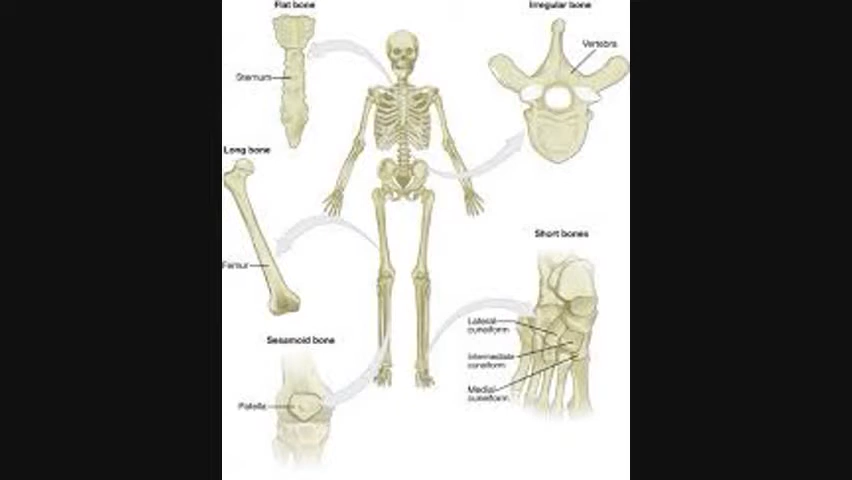 Flat bone
Irregular bone
Vertebra
Sternum
Long bone
Femur
Short bones
Lateral
cuneiform
Intermediate
cuneiform
Medial
cuneiform
Sesamoid bone
Patella